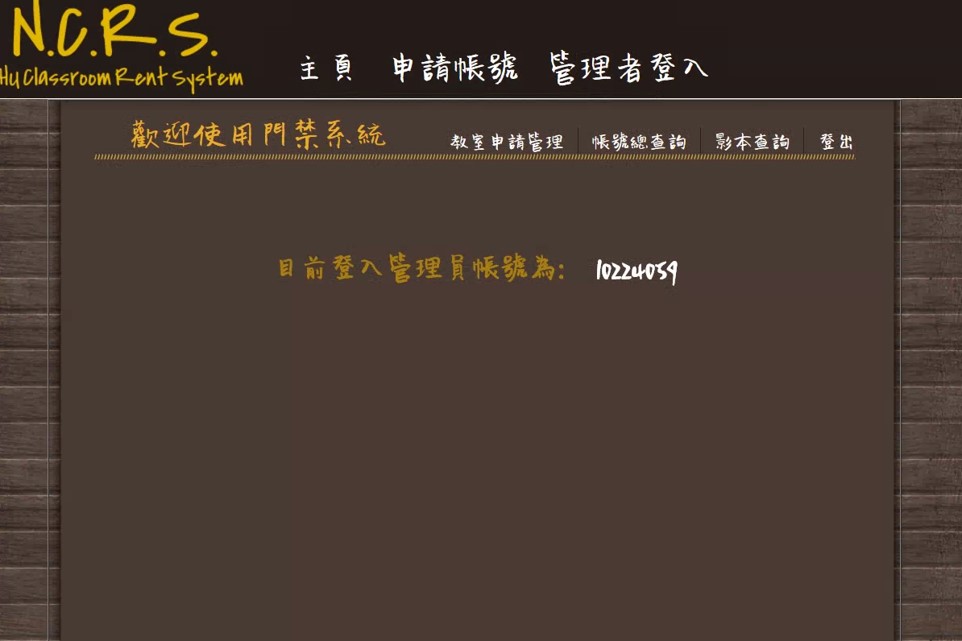 N.C.R.S.
Hy Classroom Rent System
主頁 申請帳號 管理者登入
歡迎使用門禁系統
教室申請管理 帳號總查詢 影本查詢 登出
目前登入管理員帳號為: 10224059